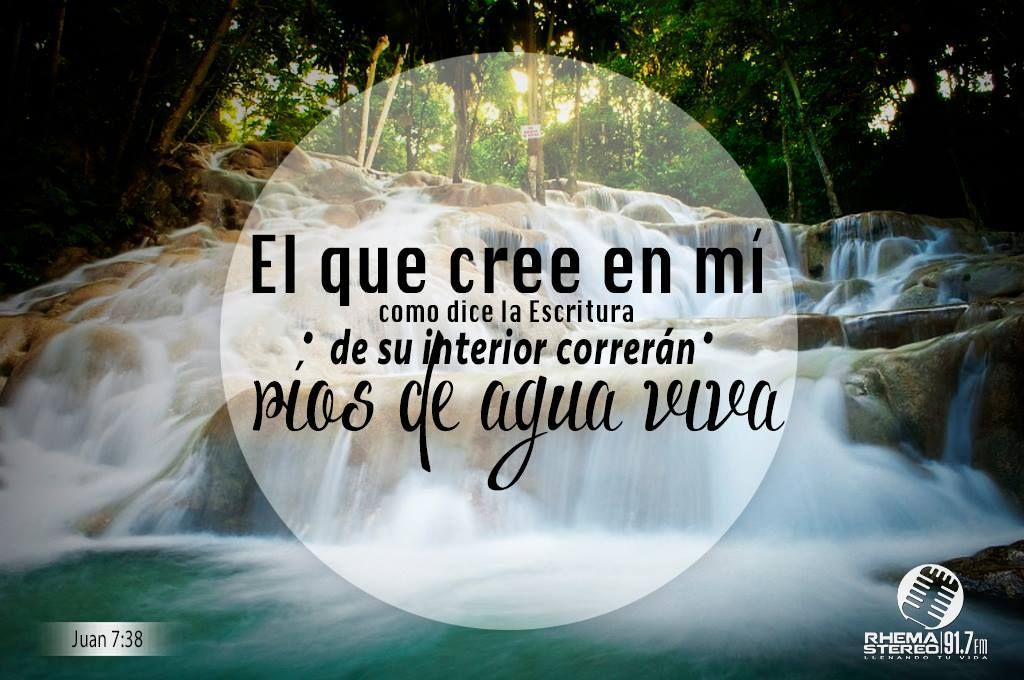 El que cree en mí
como dice la Escritura
de su interior correrán
ríos de agua viva
Juan 7:38
RHEMA
STEREO 91.7 FM
LLENANDO TU VIDA